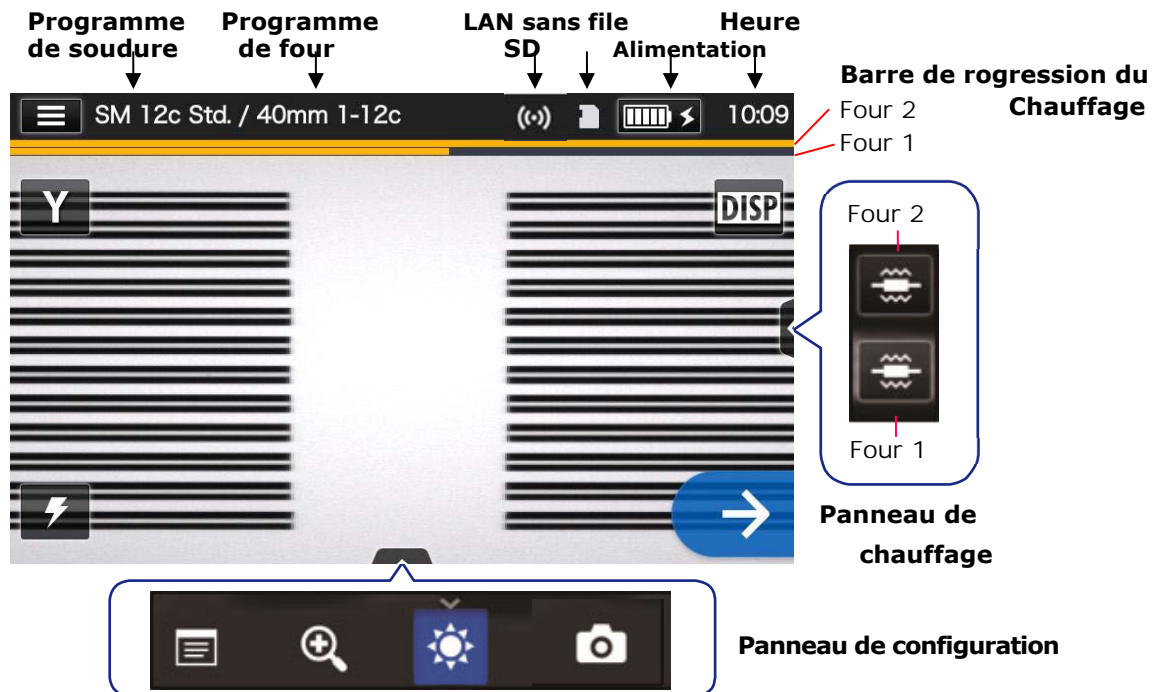 Programme Programme LAN sans file Heure
de soudure de four SD Alimentation
Barre de rogression du
Chauffage
SM 12c Std. / 40mm 1-12c 10:09
Four 2
Four 1
Y DISP
Four 2
Four 1
Panneau de
chauffage
Panneau de configuration